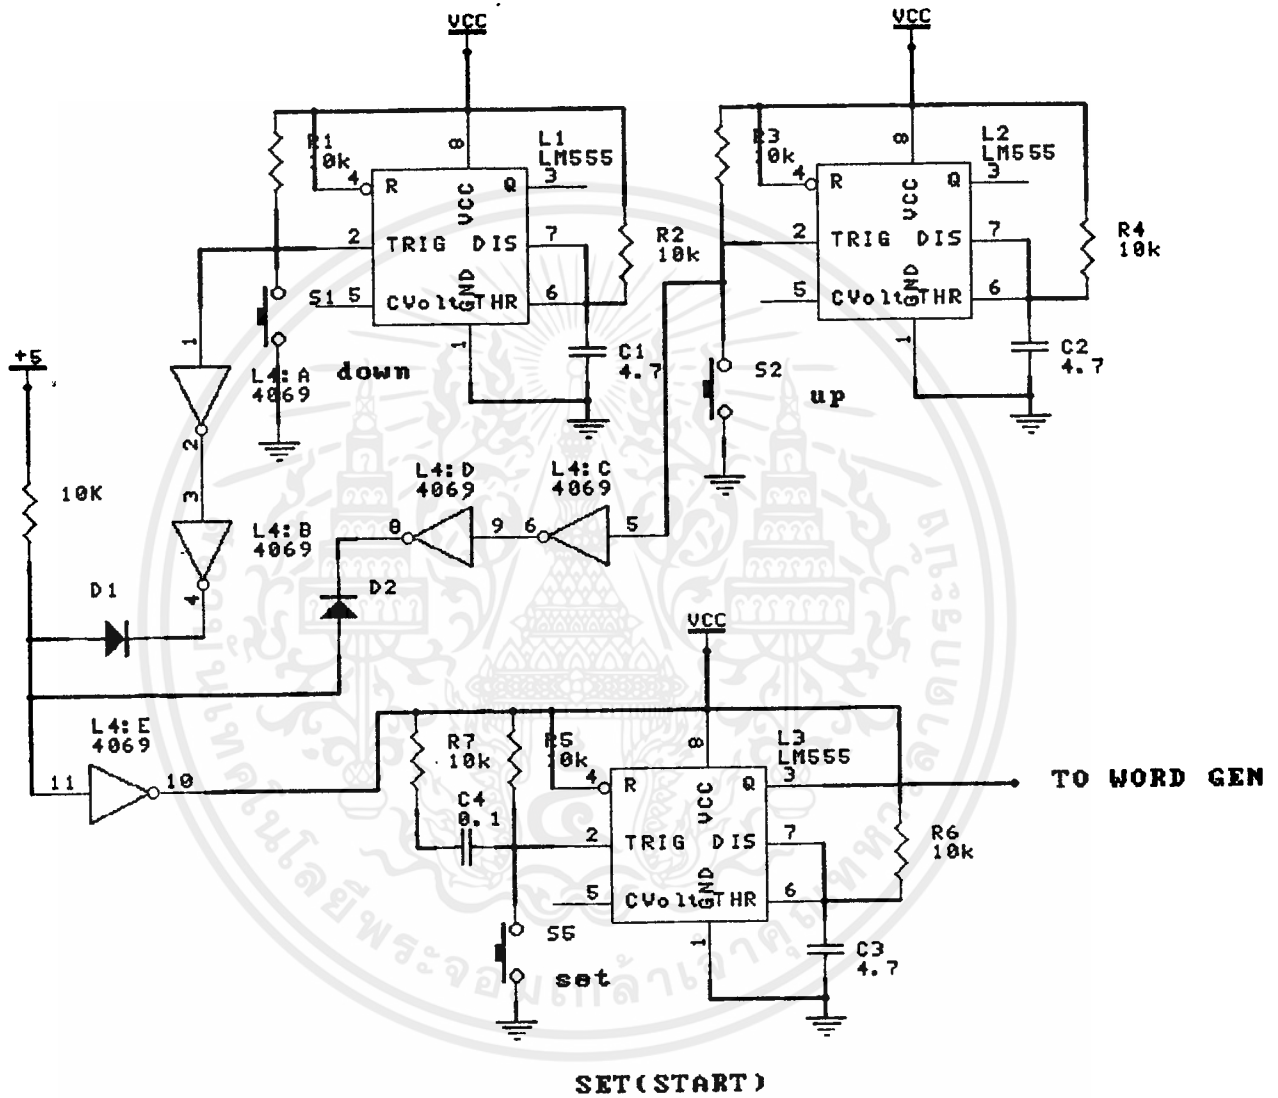 VCC
VCC
R1
10k
L1
LM555
8
4
R
Q
3
VCC
2
TRIG
DIS
7
R2
10k
S1
5
CVolt
GND
THR
6
1
C1
4.7
down
R3
10k
L2
LM555
8
4
R
Q
3
VCC
2
TRIG
DIS
7
R4
10k
5
CVolt
GND
THR
6
1
C2
4.7
S2
up
+5
1
L4:A
4069
2
10K
3
L4:B
4069
4
D1
L4:D
4069
8
9
L4:C
4069
6
5
D2
VCC
L4:E
4069
11
10
R7
10k
R5
10k
C4
0.1
L3
LM555
8
4
R
Q
3
VCC
TO WORD GEN
2
TRIG
DIS
7
R6
10k
5
CVolt
GND
THR
6
1
C3
4.7
S5
set
SET(START)